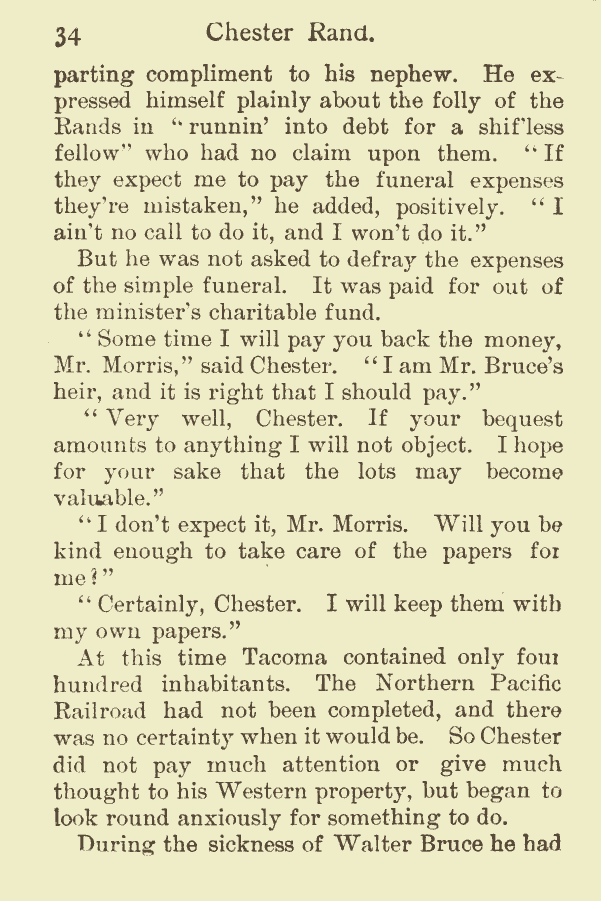 34 Chester Rand.
parting compliment to his nephew. He ex-
pressed himself plainly about the folly of the
Rands in “runnin’ into debt for a shif’less
fellow” who had no claim upon them. “If
they expect me to pay the funeral expenses
they’re mistaken,” he added, positively. “I
ain’t no call to do it, and I won’t do it.”
But he was not asked to defray the expenses
of the simple funeral. It was paid for out of
the minister’s charitable fund.
“Some time I will pay you back the money,
Mr. Morris,” said Chester. “I am Mr. Bruce’s
heir, and it is right that I should pay.”
“Very well, Chester. If your bequest
amounts to anything I will not object. I hope
for your sake that the lots may become
valuable.”
“I don’t expect it, Mr. Morris. Will you be
kind enough to take care of the papers for
me?”
“Certainly, Chester. I will keep them with
my own papers.”
At this time Tacoma contained only four
hundred inhabitants. The Northern Pacific
Railroad had not been completed, and there
was no certainty when it would be. So Chester
did not pay much attention or give much
thought to his Western property, but began to
look round anxiously for something to do.
During the sickness of Walter Bruce he had